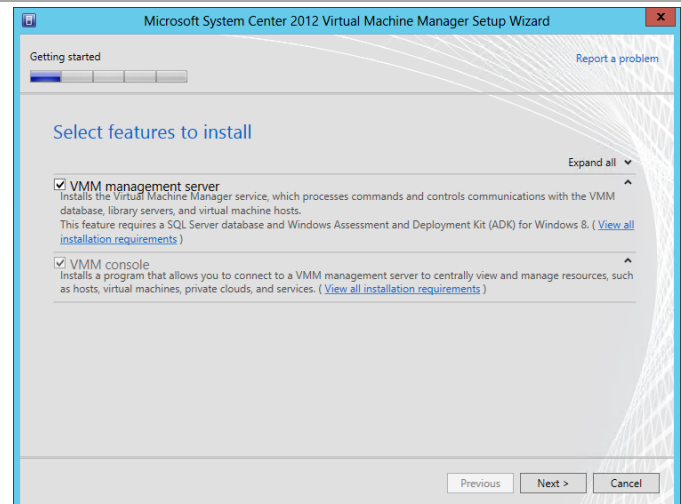 Microsoft System Center 2012 Virtual Machine Manager Setup Wizard
x
Getting started
Report a problem
Select features to install
Expand all
VMM management server
Installs the Virtual Machine Manager service, which processes commands and controls communications with the VMM
database, library servers, and virtual machine hosts.
This feature requires a SQL Server database and Windows Assessment and Deployment Kit (ADK) for Windows 8. ( View all
installation requirements )
VMM console
Installs a program that allows you to connect to a VMM management server to centrally view and manage resources, such
as hosts, virtual machines, private clouds, and services. ( View all installation requirements )
Previous Next > Cancel